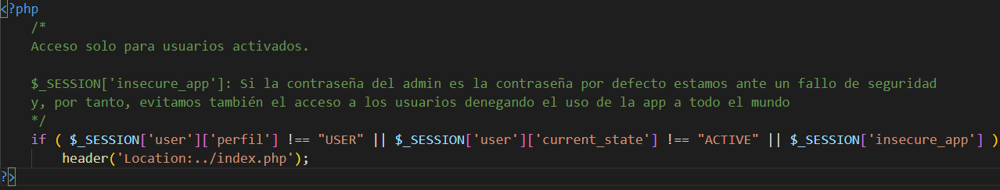 <?php
/*
Acceso solo para usuarios activados.
$_SESSION['insecure_app']: Si la contraseña del admin es la contraseña por defecto estamos ante un fallo de seguridad
y, por tanto, evitamos también el acceso a los usuarios denegando el uso de la app a todo el mundo
*/
if ( $_SESSION['user']['perfil'] !== "USER" || $_SESSION['user']['current_state'] !== "ACTIVE" || $_SESSION['insecure_app'] )
header('Location:../index.php');
?>